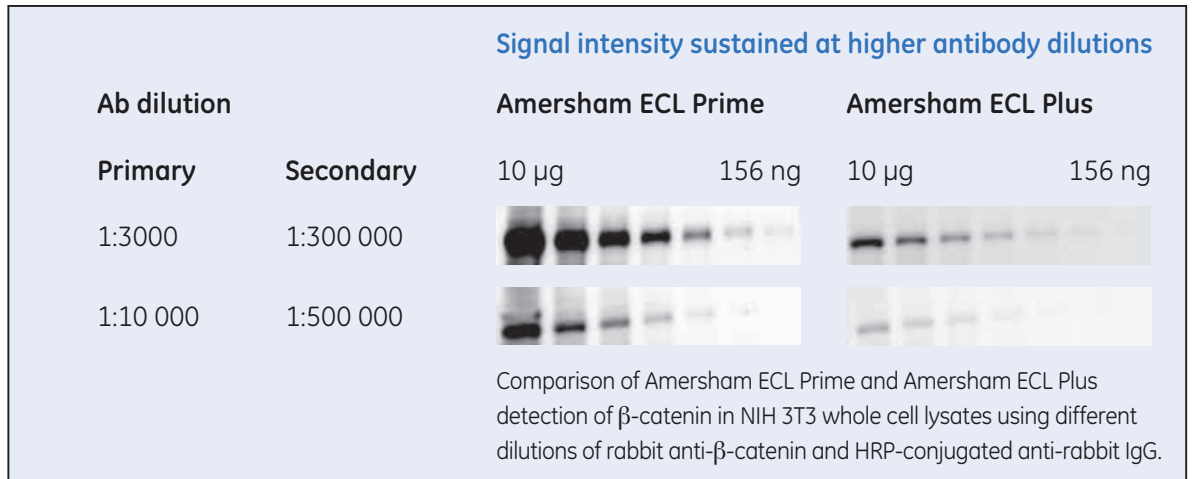 Signal intensity sustained at higher antibody dilutions
Ab dilution Amersham ECL Prime Amersham ECL Plus
Primary Secondary 10 µg 156 ng 10 µg 156 ng
1:3000 1:300 000
1:10 000 1:500 000
Comparison of Amersham ECL Prime and Amersham ECL Plus
detection of β-catenin in NIH 3T3 whole cell lysates using different
dilutions of rabbit anti-β-catenin and HRP-conjugated anti-rabbit IgG.